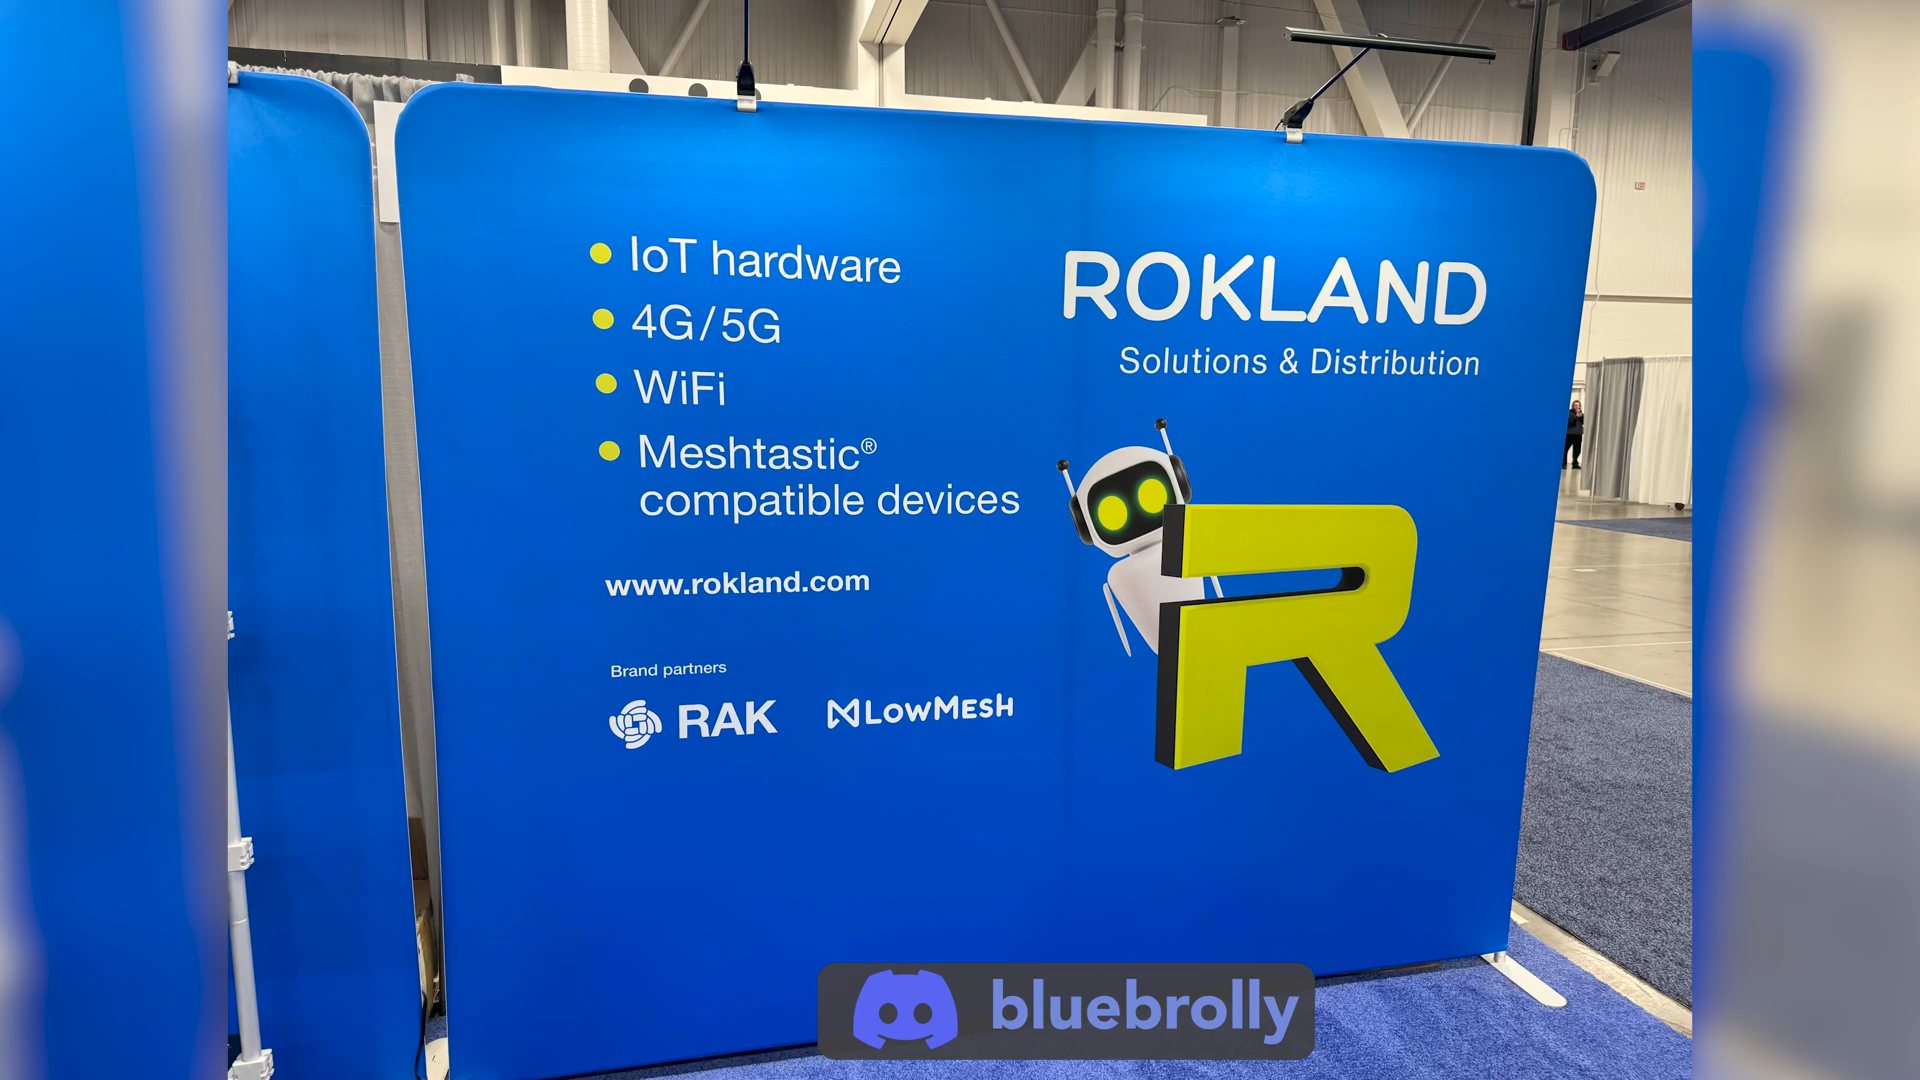 IoT hardware
4G/5G
WiFi
Meshtastic®
compatible devices
www.rokland.com
Brand partners
RAK
LOWMESH
ROKLAND
Solutions & Distribution
R
bluebrolly